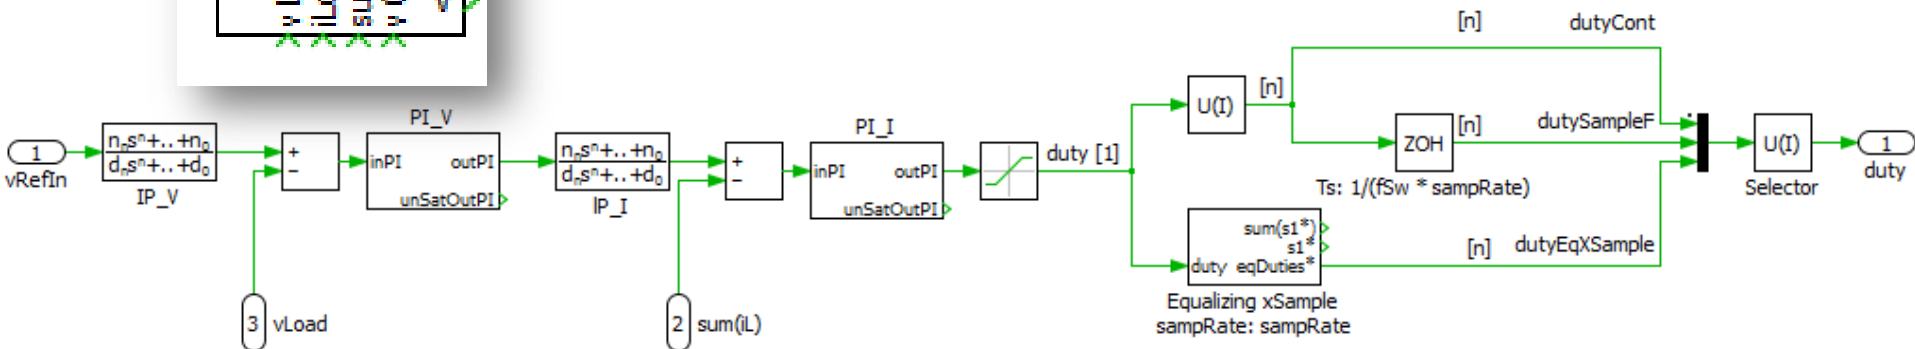 [n]
dutyCont
PI_V
PI_I
U(I)
[n]
1
nₙsⁿ+..+n₀
dₙsⁿ+..+d₀
+
−
inPI
outPI
unSatOutPI
nₙsⁿ+..+n₀
dₙsⁿ+..+d₀
+
−
inPI
outPI
unSatOutPI
duty [1]
ZOH
[n]
dutySampleF
U(I)
1
vRefIn
IP_V
IP_I
Ts: 1/(fSw * sampRate)
Selector
duty
sum(s1*)
s1*
duty eqDuties*
[n]
dutyEqXSample
Equalizing xSample
sampRate: sampRate
3
vLoad
2
sum(iL)